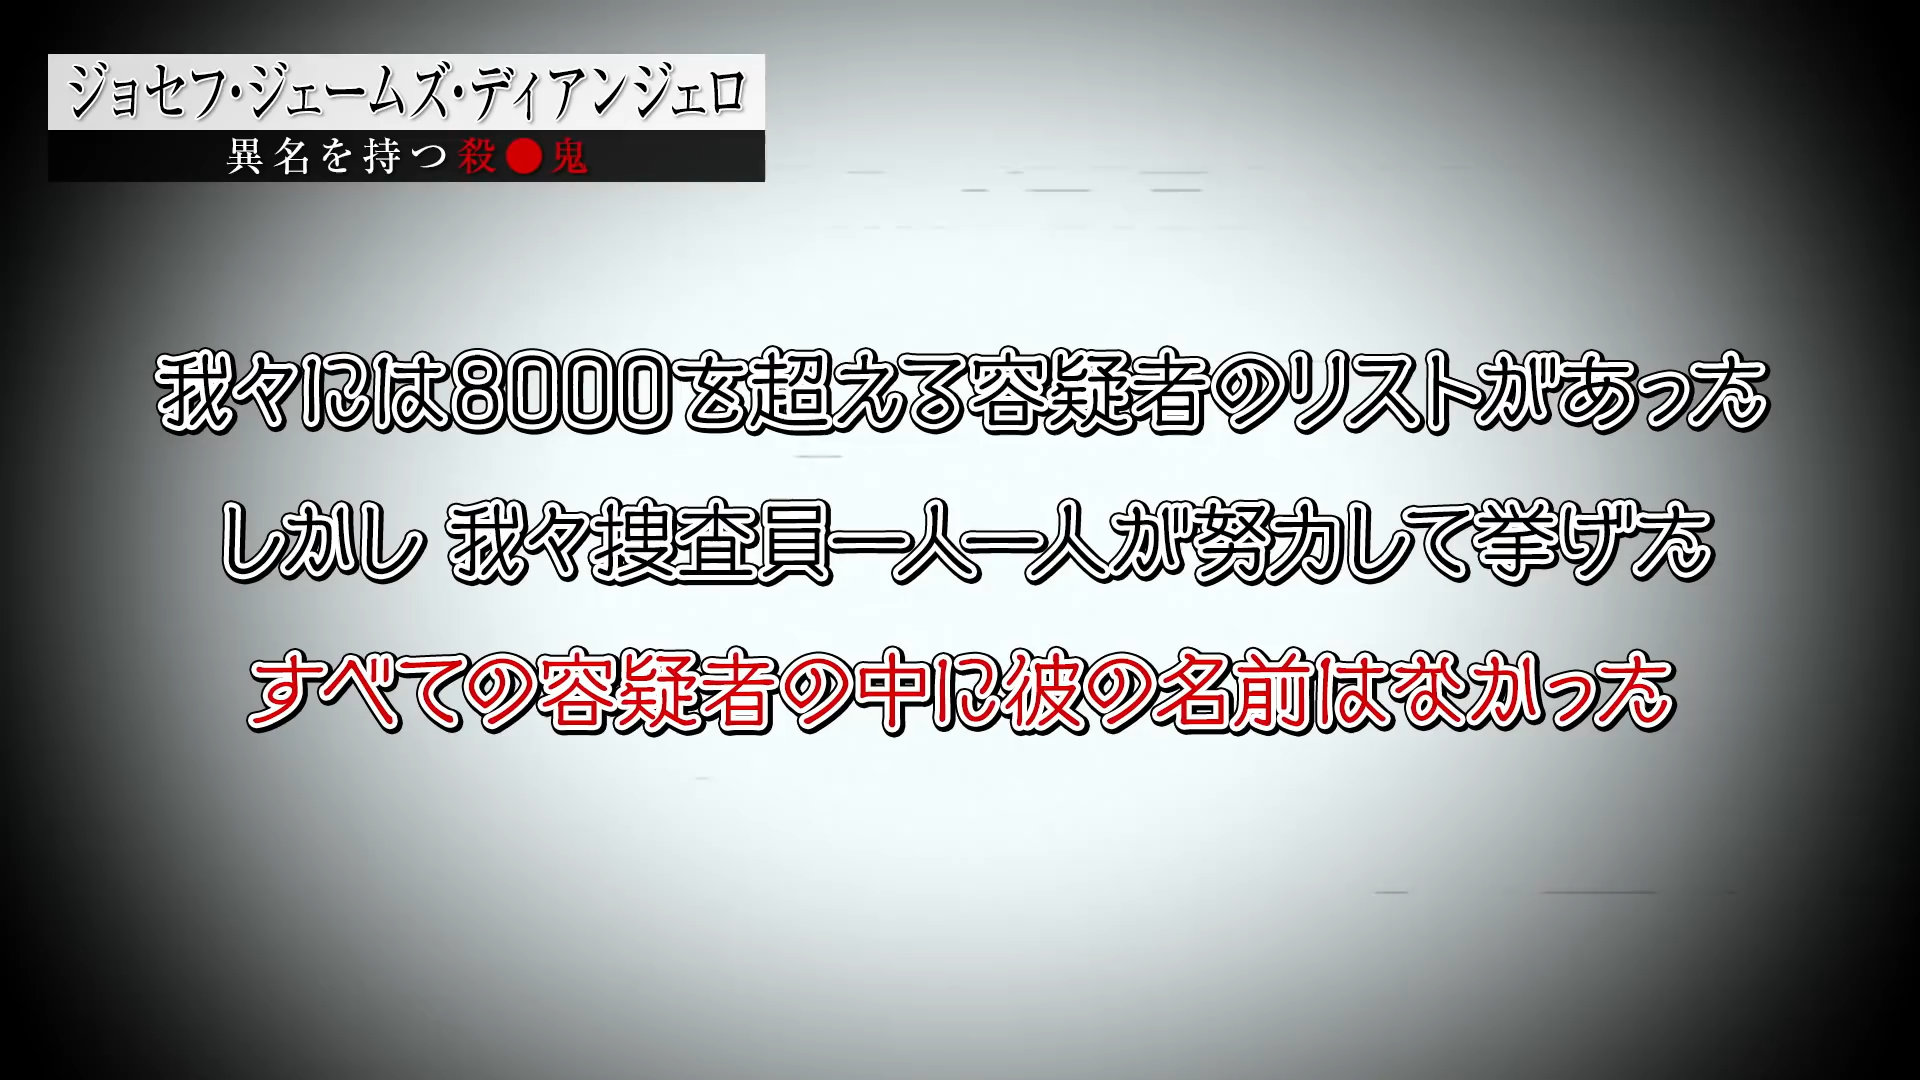 ジョセフ・ジェームズ・ディアンジェロ
異名を持つ殺●鬼
我々には8000を超える容疑者のリストがあった
しかし 我々捜査員一人一人が努力して挙げた
すべての容疑者の中に彼の名前はなかった